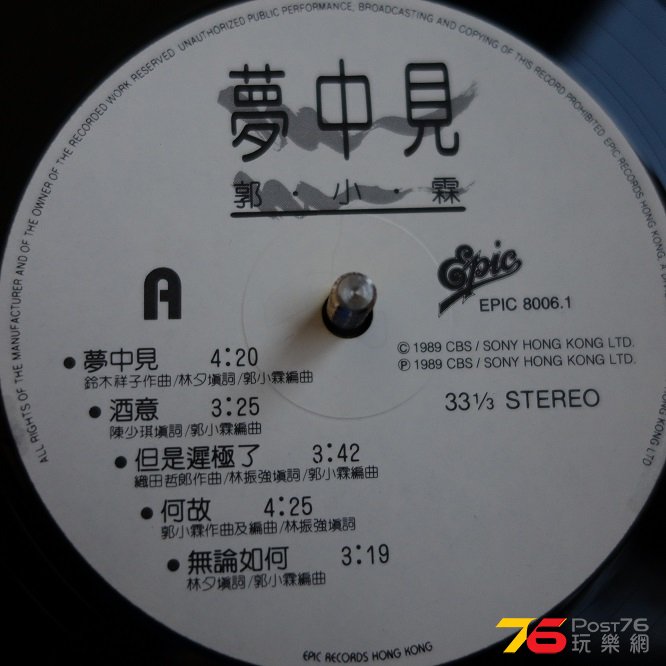 ALL RIGHTS OF THE MANUFACTURER AND OF THE OWNER OF THE RECORDED WORK RESERVED. UNAUTHORIZED PUBLIC PERFORMANCE, BROADCASTING AND COPYING OF THIS RECORD PROHIBITED. EPIC RECORDS HONG KONG, A
夢中見
郭·小·霖
Epic
A
EPIC 8006.1
Ⓒ 1989 CBS / SONY HONG KONG LTD.
Ⓟ 1989 CBS / SONY HONG KONG LTD.
33 1/3 STEREO
● 夢中見 4:20
鈴木祥子作曲/林夕塡詞/郭小霖編曲
● 酒意 3:25
陳少琪塡詞/郭小霖編曲
● 但是遲極了 3:42
織田哲郎作曲/林振強塡詞/郭小霖編曲
● 何故 4:25
郭小霖作曲及編曲/林振強塡詞
● 無論如何 3:19
林夕塡詞/郭小霖編曲
EPIC RECORDS HONG KONG
76 Post76
玩樂網